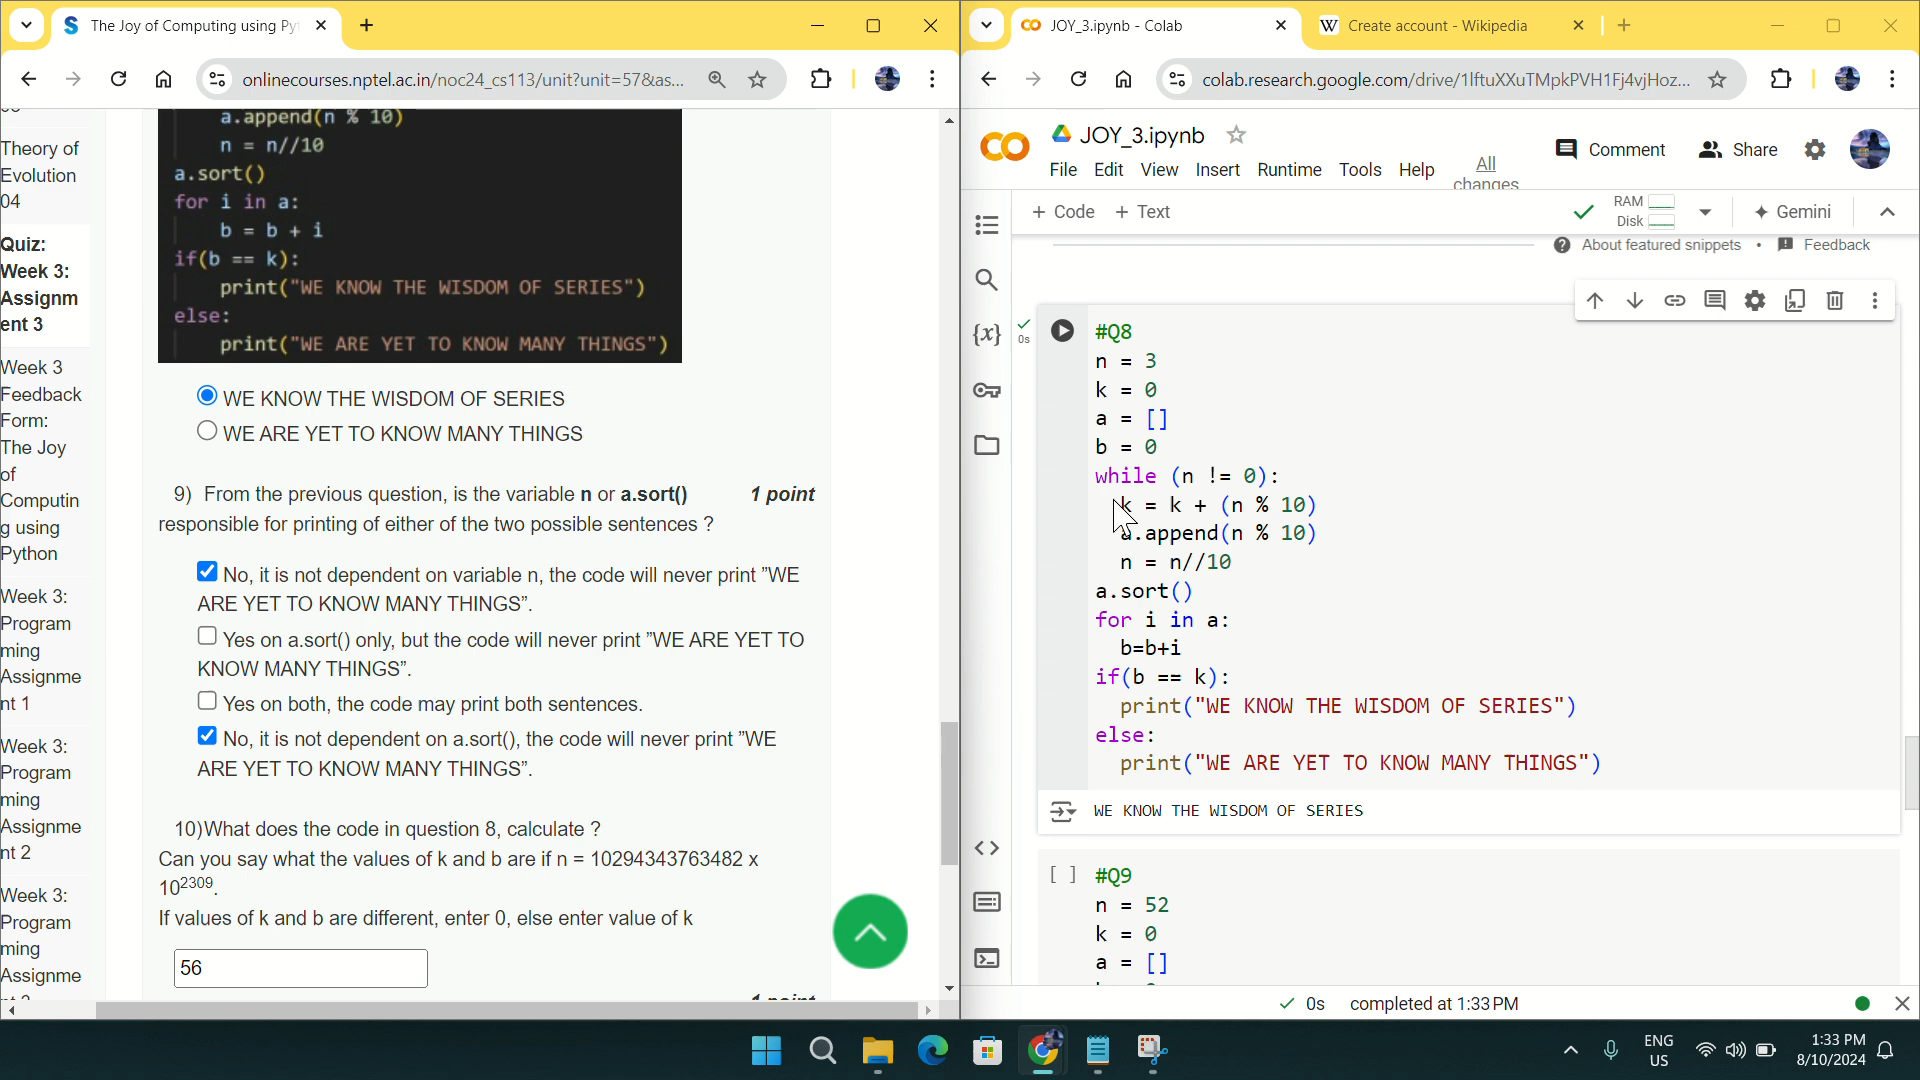 The Joy of Computing using Py
JOY_3.ipynb - Colab
Create account - Wikipedia
onlinecourses.nptel.ac.in/noc24_cs113/unit?unit=57&as...
colab.research.google.com/drive/1lftuXXuTMpkPVH1Fj4vjHoz...
Theory of
Evolution
04
Quiz:
Week 3:
Assignm
ent 3
Week 3
Feedback
Form:
The Joy
of
Computin
g using
Python
Week 3:
Program
ming
Assignme
nt 1
Week 3:
Program
ming
Assignme
nt 2
Week 3:
Program
ming
Assignme
a.append(n % 10)
n = n//10
a.sort()
for i in a:
b = b + i
if(b == k):
print("WE KNOW THE WISDOM OF SERIES")
else:
print("WE ARE YET TO KNOW MANY THINGS")
WE KNOW THE WISDOM OF SERIES
WE ARE YET TO KNOW MANY THINGS
9) From the previous question, is the variable n or a.sort() 1 point
responsible for printing of either of the two possible sentences ?
No, it is not dependent on variable n, the code will never print ”WE
ARE YET TO KNOW MANY THINGS”.
Yes on a.sort() only, but the code will never print ”WE ARE YET TO
KNOW MANY THINGS”.
Yes on both, the code may print both sentences.
No, it is not dependent on a.sort(), the code will never print ”WE
ARE YET TO KNOW MANY THINGS”.
10)What does the code in question 8, calculate ?
Can you say what the values of k and b are if n = 10294343763482 x
10^2309.
If values of k and b are different, enter 0, else enter value of k
56
1 point
JOY_3.ipynb
Comment Share
File Edit View Insert Runtime Tools Help All
changes
+ Code + Text
RAM
Disk
Gemini
About featured snippets • Feedback
{x}
0s
#Q8
n = 3
k = 0
a = []
b = 0
while (n != 0):
k = k + (n % 10)
a.append(n % 10)
n = n//10
a.sort()
for i in a:
b=b+i
if(b == k):
print("WE KNOW THE WISDOM OF SERIES")
else:
print("WE ARE YET TO KNOW MANY THINGS")
WE KNOW THE WISDOM OF SERIES
[ ] #Q9
n = 52
k = 0
a = []
0s completed at 1:33 PM
ENG
US
1:33 PM
8/10/2024